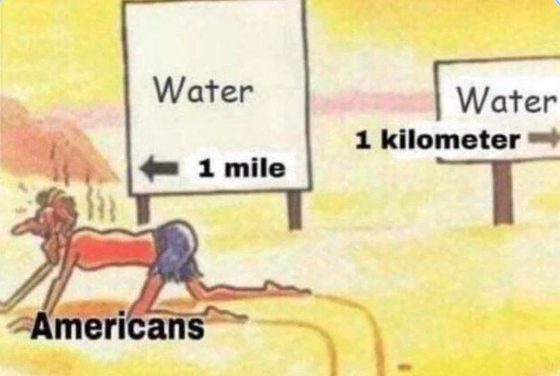 Water
← 1 mile
Water
1 kilometer →
Americans